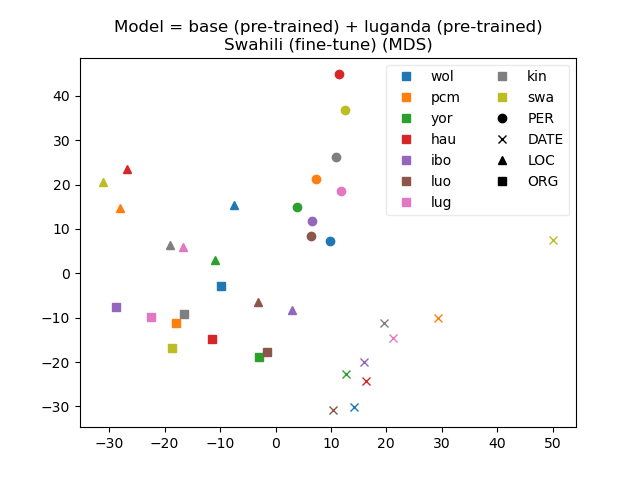 Model = base (pre-trained) + luganda (pre-trained)
Swahili (fine-tune) (MDS)
wol
pcm
yor
hau
ibo
luo
lug
kin
swa
PER
DATE
LOC
ORG
40
30
20
10
0
−10
−20
−30
−30 −20 −10 0 10 20 30 40 50